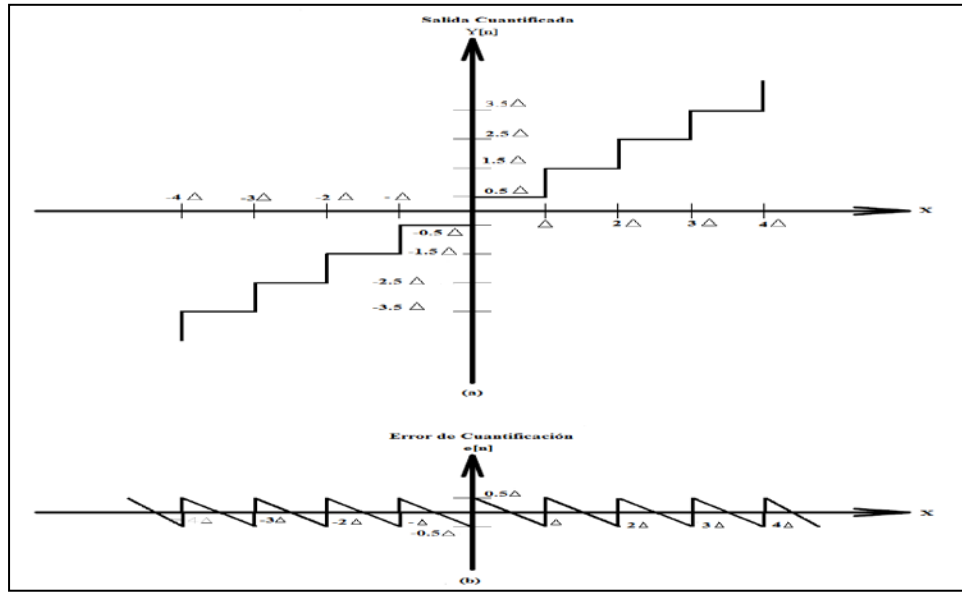 Salida Cuantificada
Y[n]
3.5△
2.5△
1.5△
0.5△
-4△ -3△ -2△ -△
X
△ 2△ 3△ 4△
-0.5△
-1.5△
-2.5△
-3.5△
(a)
Error de Cuantificación
e[n]
0.5△
X
-4△ -3△ -2△ -△ △ 2△ 3△ 4△
-0.5△
(b)